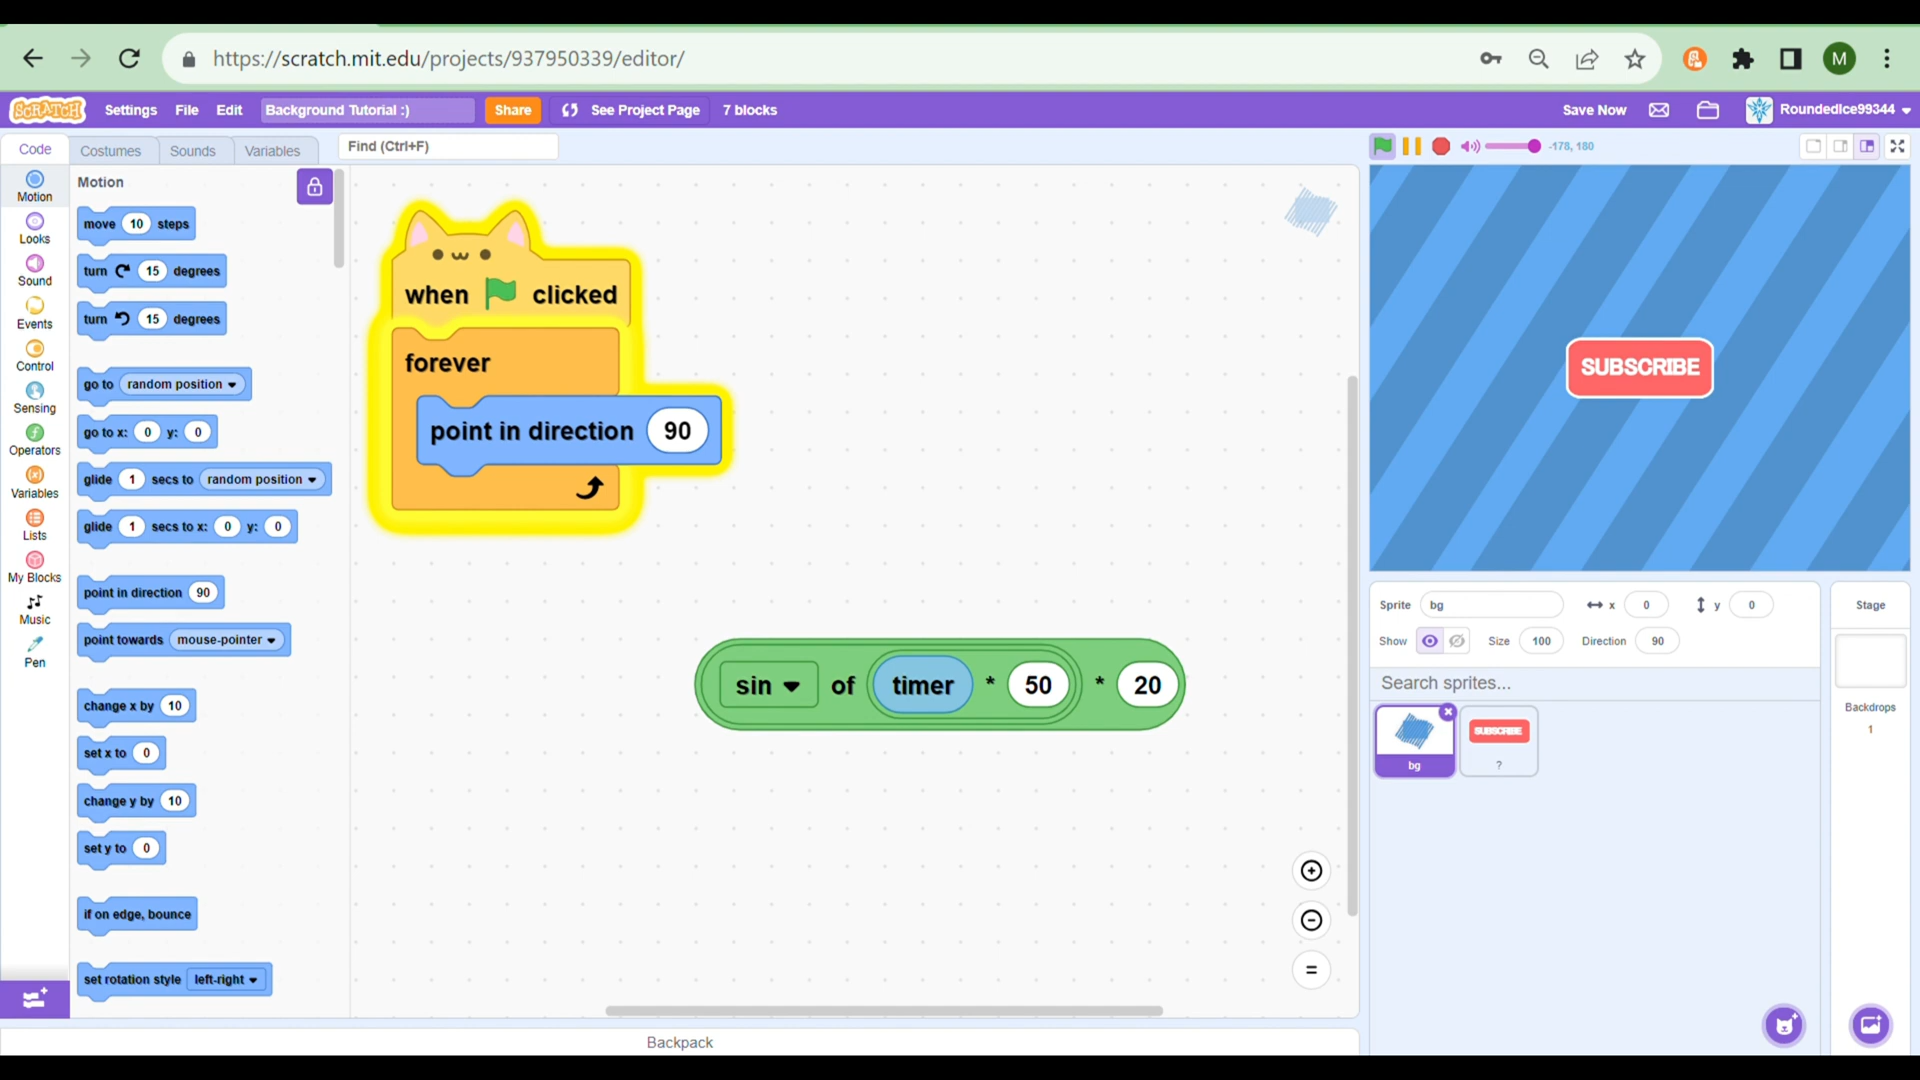 https://scratch.mit.edu/projects/937950339/editor/
M
SCRATCH Settings File Edit Background Tutorial :) Share See Project Page 7 blocks Save Now RoundedIce99344
Code Costumes Sounds Variables Find (Ctrl+F) -178, 180
Motion
Looks
Sound
Events
Control
Sensing
Operators
Variables
Lists
My Blocks
Music
Pen
Motion
move 10 steps
turn 15 degrees
turn 15 degrees
go to random position
go to x: 0 y: 0
glide 1 secs to random position
glide 1 secs to x: 0 y: 0
point in direction 90
point towards mouse-pointer
change x by 10
set x to 0
change y by 10
set y to 0
if on edge, bounce
set rotation style left-right
when clicked
forever
point in direction 90
sin of timer * 50 * 20
Backpack
SUBSCRIBE
Sprite bg x 0 y 0
Show Size 100 Direction 90
Search sprites...
bg
SUBSCRIBE
?
Stage
Backdrops
1